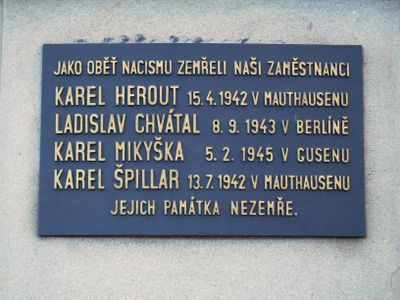 JAKO OBĚŤ NACISMU ZEMŘELI NAŠI ZAMĚSTNANCI
KAREL HEROUT 15.4.1942 V MAUTHAUSENU
LADISLAV CHVÁTAL 8.9.1943 V BERLÍNĚ
KAREL MIKYŠKA 5.2.1945 V GUSENU
KAREL ŠPILLAR 13.7.1942 V MAUTHAUSENU
JEJICH PAMÁTKA NEZEMŘE.